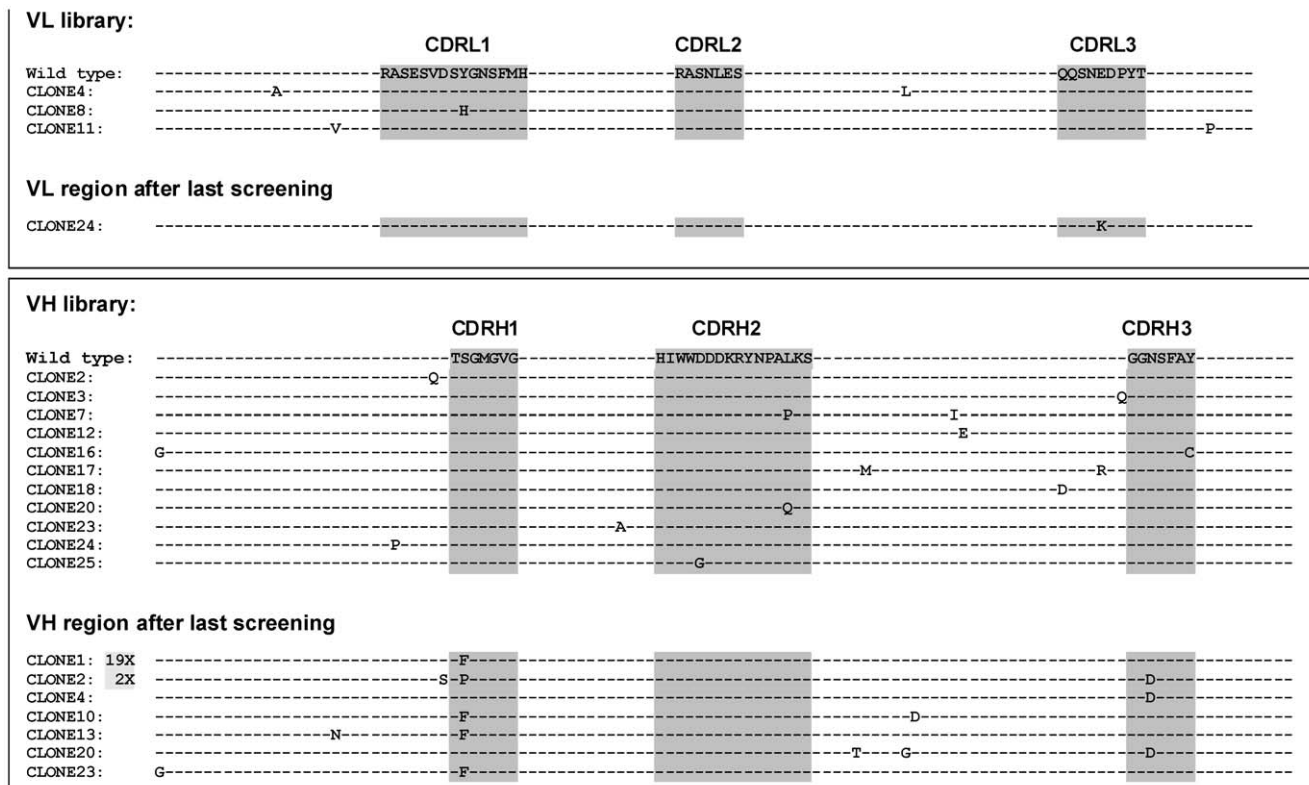 VL library:
CDRL1 CDRL2 CDRL3
Wild type: -----------------------RASESVDSYGNSFMH---------------RASNLES--------------------------------QQSNEDPYT-----------
CLONE4: ------------A---------------------------------------------------------------L-----------------------------------
CLONE8: -------------------------------H--------------------------------------------------------------------------------
CLONE11: ------------------V----------------------------------------------------------------------------------------P----
VL region after last screening
CLONE24: ------------------------------------------------------------------------------------------------K---------------
VH library:
CDRH1 CDRH2 CDRH3
Wild type: ------------------------------TSGMGVG--------------HIWWDDDKRYNPALKS--------------------------------GGNSFAY----------
CLONE2: ----------------------------Q---------------------------------------------------------------------------------------
CLONE3: --------------------------------------------------------------------------------------------------Q-----------------
CLONE7: ----------------------------------------------------------------P----------------I----------------------------------
CLONE12: ----------------------------------------------------------------------------------E---------------------------------
CLONE16: G--------------------------------------------------------------------------------------------------------C----------
CLONE17: ------------------------------------------------------------------------M-----------------------R-------------------
CLONE18: --------------------------------------------------------------------------------------------D-----------------------
CLONE20: ----------------------------------------------------------------Q---------------------------------------------------
CLONE23: -----------------------------------------------A--------------------------------------------------------------------
CLONE24: ------------------------P-------------------------------------------------------------------------------------------
CLONE25: -------------------------------------------------------G------------------------------------------------------------
VH region after last screening
CLONE1: 19X -------------------------------F------------------------------------------------------------------------------------
CLONE2: 2X -----------------------------S-P---------------------------------------------------------------------D--------------
CLONE4: -----------------------------------------------------------------------------------------------------D--------------
CLONE10: -------------------------------F---------------------------------------------D--------------------------------------
CLONE13: ------------------N------------F------------------------------------------------------------------------------------
CLONE20: -----------------------------------------------------------------------T----G------------------------D--------------
CLONE23: G------------------------------F------------------------------------------------------------------------------------